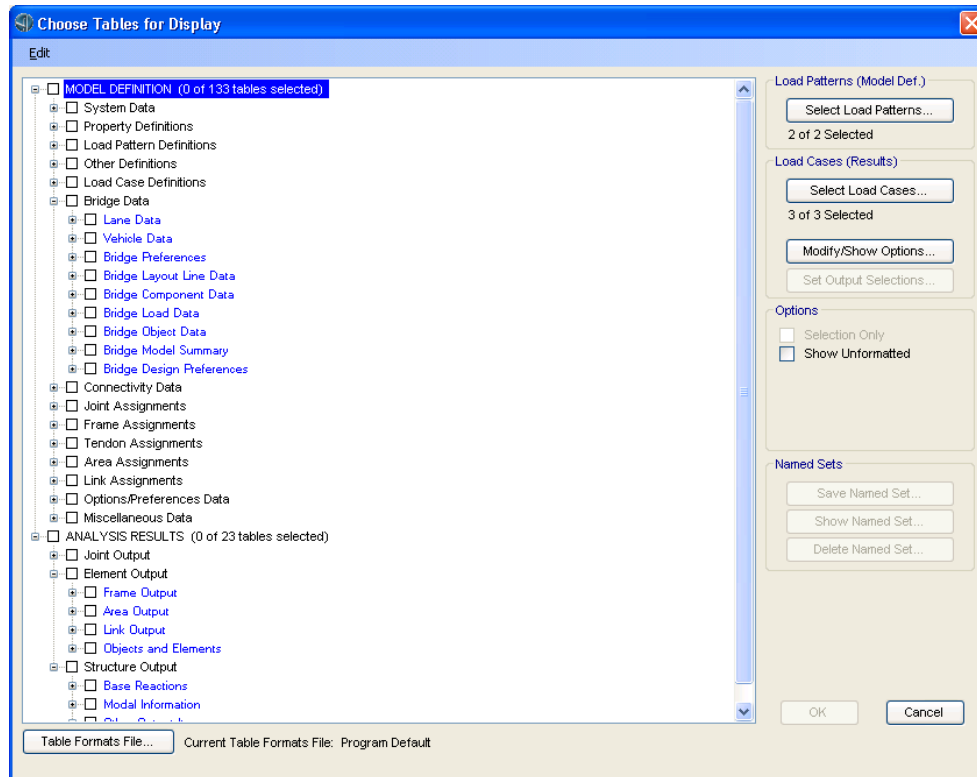 Choose Tables for Display
Edit
MODEL DEFINITION (0 of 133 tables selected)
System Data
Property Definitions
Load Pattern Definitions
Other Definitions
Load Case Definitions
Bridge Data
Lane Data
Vehicle Data
Bridge Preferences
Bridge Layout Line Data
Bridge Component Data
Bridge Load Data
Bridge Object Data
Bridge Model Summary
Bridge Design Preferences
Connectivity Data
Joint Assignments
Frame Assignments
Tendon Assignments
Area Assignments
Link Assignments
Options/Preferences Data
Miscellaneous Data
ANALYSIS RESULTS (0 of 23 tables selected)
Joint Output
Element Output
Frame Output
Area Output
Link Output
Objects and Elements
Structure Output
Base Reactions
Modal Information
Table Formats File... Current Table Formats File: Program Default
Load Patterns (Model Def.)
Select Load Patterns...
2 of 2 Selected
Load Cases (Results)
Select Load Cases...
3 of 3 Selected
Modify/Show Options...
Set Output Selections...
Options
Selection Only
Show Unformatted
Named Sets
Save Named Set...
Show Named Set...
Delete Named Set...
OK Cancel